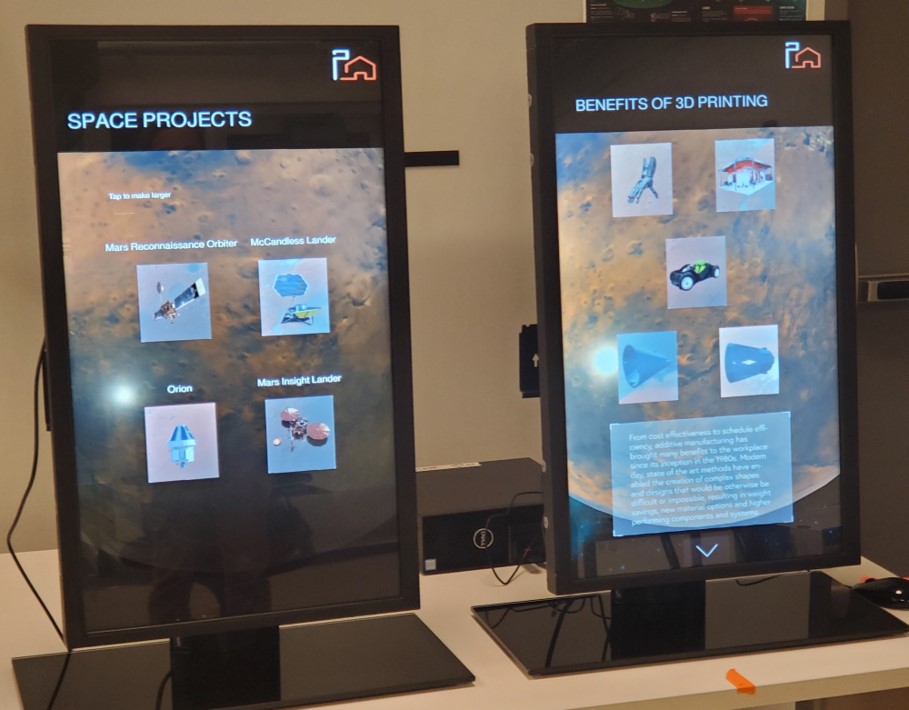 SPACE PROJECTS
Tap to make larger
Mars Reconnaissance Orbiter
McCandless Lander
Orion
Mars Insight Lander
BENEFITS OF 3D PRINTING
From cost effectiveness to schedule effi-
ciency, additive manufacturing has
brought many benefits to the workplace
since its inception in the 1980s. Modern
day, state of the art methods have en-
abled the creation of complex shapes
and designs that would be otherwise be
difficult or impossible, resulting in weight
savings, new material options and higher
performing components and systems.
DELL